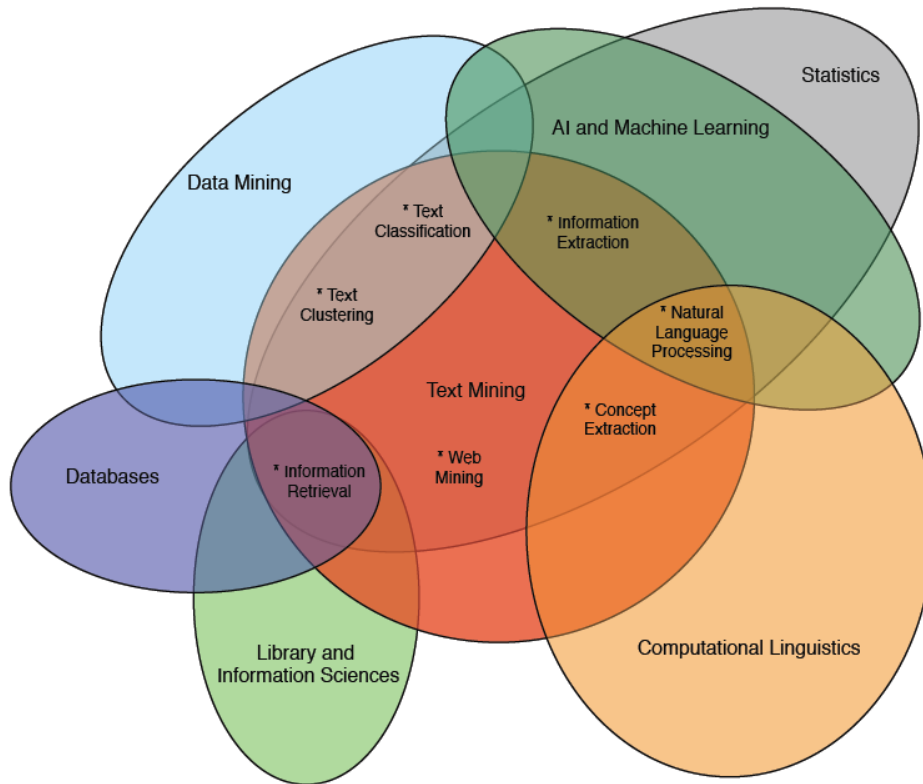 Statistics
AI and Machine Learning
Data Mining
* Text
Classification
* Information
Extraction
* Text
Clustering
* Natural
Language
Processing
Text Mining
* Concept
Extraction
* Web
Mining
Databases
* Information
Retrieval
Library and
Information Sciences
Computational Linguistics